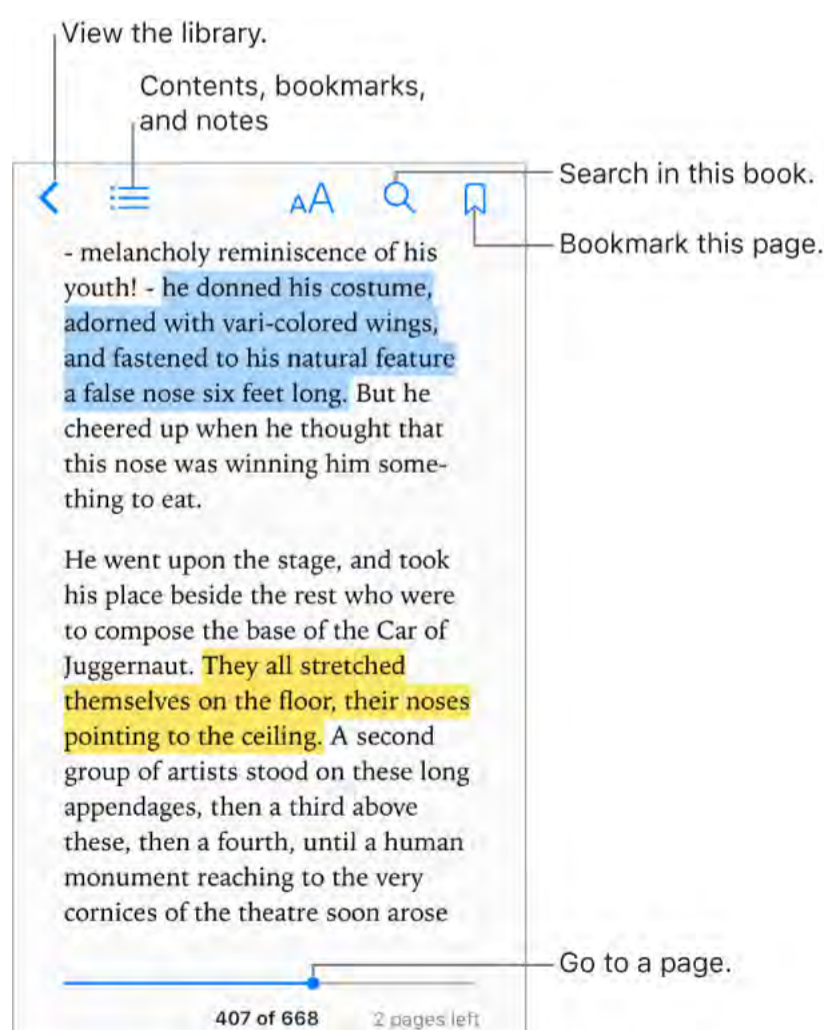 View the library.
Contents, bookmarks,
and notes
Search in this book.
AA
Bookmark this page.
- melancholy reminiscence of his
youth! - he donned his costume,
adorned with vari-colored wings,
and fastened to his natural feature
a false nose six feet long. But he
cheered up when he thought that
this nose was winning him some-
thing to eat.
He went upon the stage, and took
his place beside the rest who were
to compose the base of the Car of
Juggernaut. They all stretched
themselves on the floor, their noses
pointing to the ceiling. A second
group of artists stood on these long
appendages, then a third above
these, then a fourth, until a human
monument reaching to the very
cornices of the theatre soon arose
Go to a page.
407 of 668 2 pages left